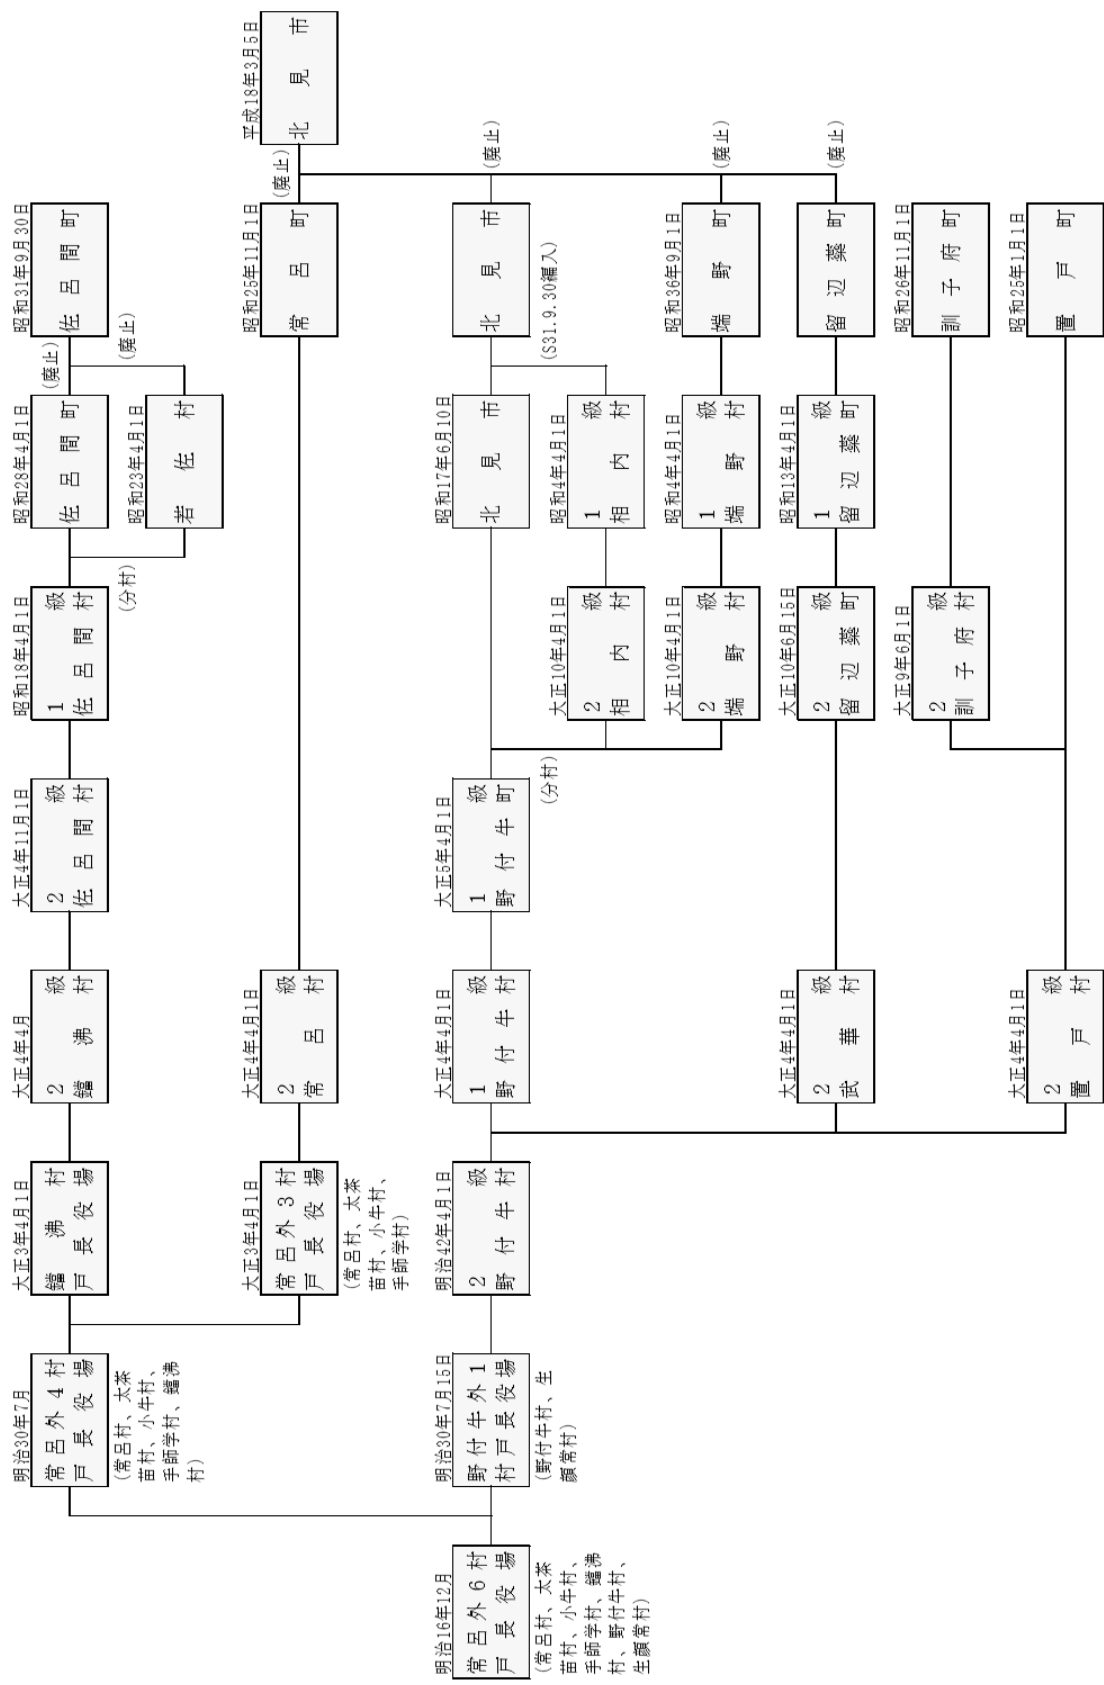 明治16年12月
常呂外6村
戸長役場
(常呂村、太茶
苗村、小牛村、
手師学村、鐺沸
村、野付牛村、
生顔常村)
明治30年7月
常呂外4村
戸長役場
(常呂村、太茶
苗村、小牛村、
手師学村、鐺沸
村)
大正3年4月1日
鐺沸村
戸長役場
大正4年4月
2級
鐺沸村
大正4年11月1日
2級
佐呂間村
昭和18年4月1日
1級
佐呂間村
(分村)
昭和28年4月1日
佐呂間町
(廃止)
昭和23年4月1日
若佐村
(廃止)
昭和31年9月30日
佐呂間町
大正3年4月1日
常呂外3村
戸長役場
(常呂村、太茶
苗村、小牛村、
手師学村)
大正4年4月1日
2級
常呂村
昭和25年11月1日
常呂町
(廃止)
平成18年3月5日
北見市
明治30年7月15日
野付牛外1
村戸長役場
(野付牛村、生
顔常村)
明治42年4月1日
2級
野付牛村
大正4年4月1日
1級
野付牛村
大正5年4月1日
1級
野付牛町
(分村)
昭和17年6月10日
北見市
北見市
(廃止)
大正10年4月1日
2級
相内村
昭和4年4月1日
1級
相内村
(S31.9.30編入)
大正10年4月1日
2級
端野村
昭和4年4月1日
1級
端野村
昭和36年9月1日
端野町
(廃止)
大正4年4月1日
2級
武華村
大正10年6月15日
2級
留辺蘂町
昭和13年4月1日
1級
留辺蘂町
留辺蘂町
(廃止)
大正9年6月1日
2級
訓子府村
昭和26年11月1日
訓子府町
大正4年4月1日
2級
置戸村
昭和25年1月1日
置戸町